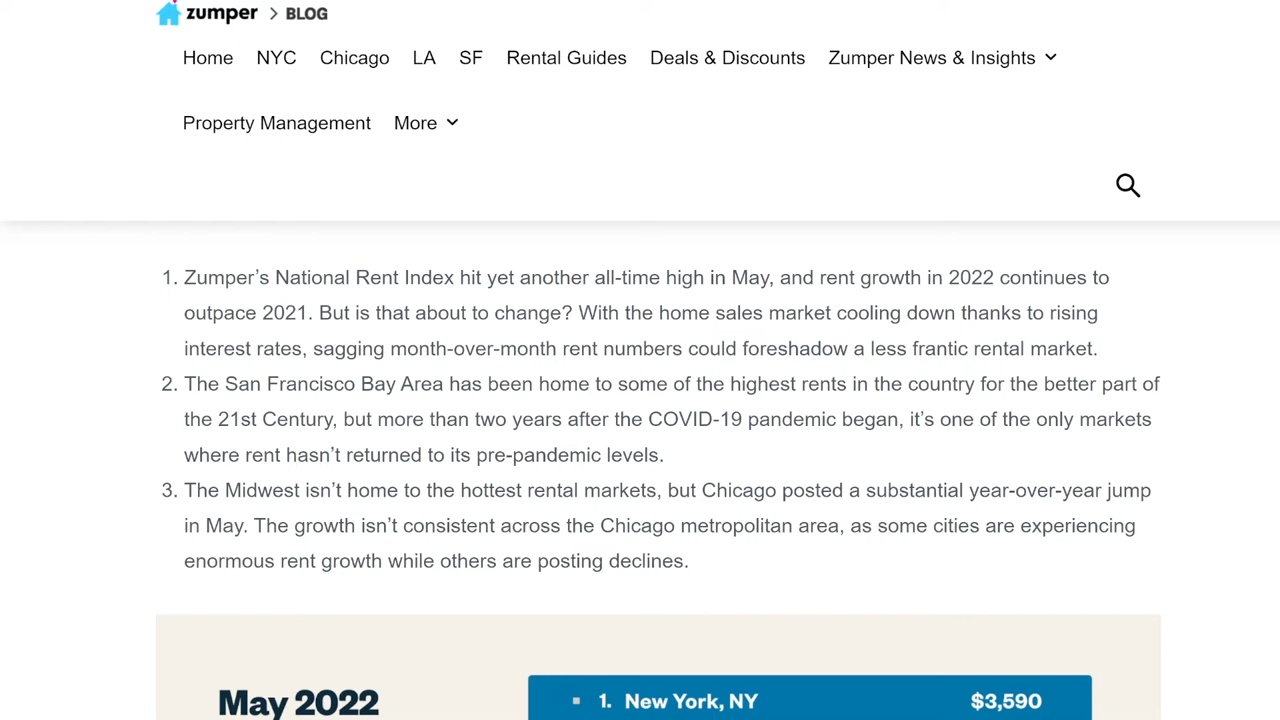 zumper > BLOG
Home NYC Chicago LA SF Rental Guides Deals & Discounts Zumper News & Insights
Property Management More
1. Zumper’s National Rent Index hit yet another all-time high in May, and rent growth in 2022 continues to
outpace 2021. But is that about to change? With the home sales market cooling down thanks to rising
interest rates, sagging month-over-month rent numbers could foreshadow a less frantic rental market.
2. The San Francisco Bay Area has been home to some of the highest rents in the country for the better part of
the 21st Century, but more than two years after the COVID-19 pandemic began, it’s one of the only markets
where rent hasn’t returned to its pre-pandemic levels.
3. The Midwest isn’t home to the hottest rental markets, but Chicago posted a substantial year-over-year jump
in May. The growth isn’t consistent across the Chicago metropolitan area, as some cities are experiencing
enormous rent growth while others are posting declines.
May 2022
1. New York, NY $3,590